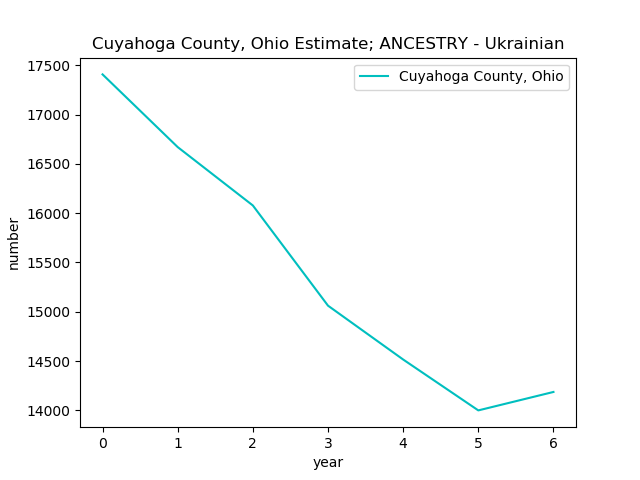 Cuyahoga County, Ohio Estimate; ANCESTRY - Ukrainian
Cuyahoga County, Ohio
17500
17000
16500
16000
15500
15000
14500
14000
number
0 1 2 3 4 5 6
year